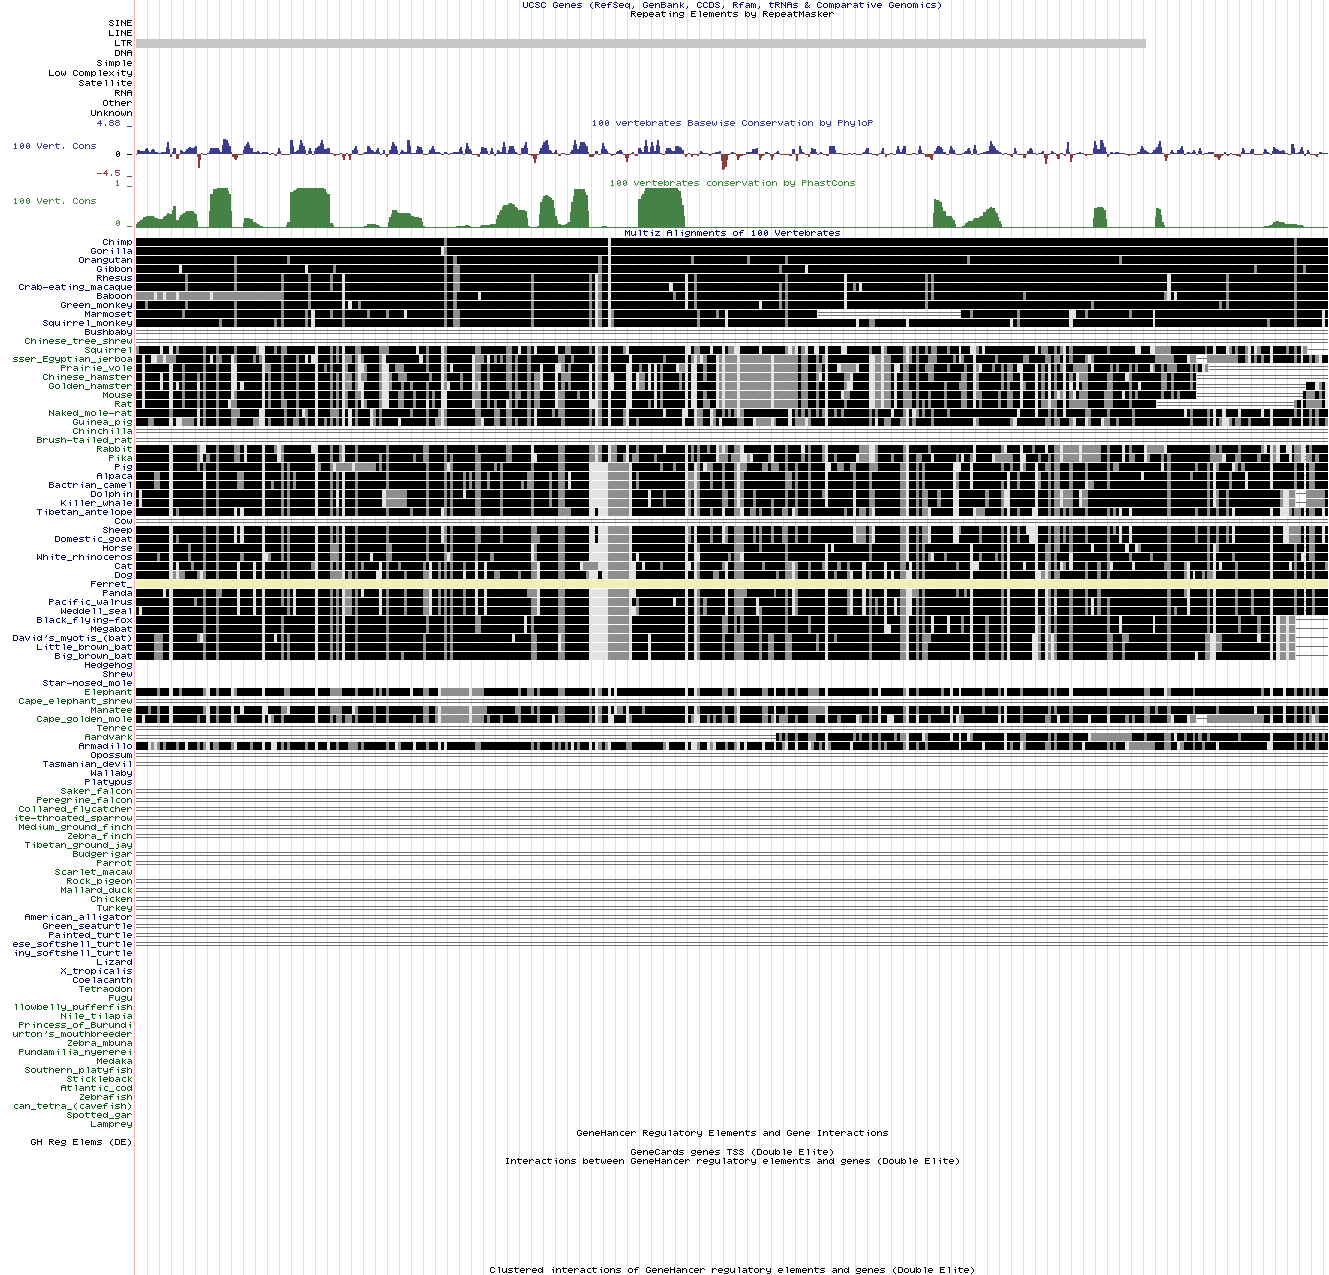 UCSC Genes (RefSeq, GenBank, CCDS, Rfam, tRNAs & Comparative Genomics)
Repeating Elements by RepeatMasker
SINE
LINE
LTR
DNA
Simple
Low Complexity
Satellite
RNA
Other
Unknown
4.88 _
100 vertebrates Basewise Conservation by PhyloP
100 Vert. Cons
0 _
-4.5 _
1 _
100 vertebrates conservation by PhastCons
100 Vert. Cons
0 _
Multiz Alignments of 100 Vertebrates
Chimp
Gorilla
Orangutan
Gibbon
Rhesus
Crab-eating_macaque
Baboon
Green_monkey
Marmoset
Squirrel_monkey
Bushbaby
Chinese_tree_shrew
Squirrel
sser_Egyptian_jerboa
Prairie_vole
Chinese_hamster
Golden_hamster
Mouse
Rat
Naked_mole-rat
Guinea_pig
Chinchilla
Brush-tailed_rat
Rabbit
Pika
Pig
Alpaca
Bactrian_camel
Dolphin
Killer_whale
Tibetan_antelope
Cow
Sheep
Domestic_goat
Horse
White_rhinoceros
Cat
Dog
Ferret_
Panda
Pacific_walrus
Weddell_seal
Black_flying-fox
Megabat
David's_myotis_(bat)
Little_brown_bat
Big_brown_bat
Hedgehog
Shrew
Star-nosed_mole
Elephant
Cape_elephant_shrew
Manatee
Cape_golden_mole
Tenrec
Aardvark
Armadillo
Opossum
Tasmanian_devil
Wallaby
Platypus
Saker_falcon
Peregrine_falcon
Collared_flycatcher
ite-throated_sparrow
Medium_ground_finch
Zebra_finch
Tibetan_ground_jay
Budgerigar
Parrot
Scarlet_macaw
Rock_pigeon
Mallard_duck
Chicken
Turkey
American_alligator
Green_seaturtle
Painted_turtle
ese_softshell_turtle
iny_softshell_turtle
Lizard
X_tropicalis
Coelacanth
Tetraodon
Fugu
llowbelly_pufferfish
Nile_tilapia
Princess_of_Burundi
urton's_mouthbreeder
Zebra_mbuna
Pundamilia_nyererei
Medaka
Southern_platyfish
Stickleback
Atlantic_cod
Zebrafish
can_tetra_(cavefish)
Spotted_gar
Lamprey
GeneHancer Regulatory Elements and Gene Interactions
GH Reg Elems (DE)
GeneCards genes TSS (Double Elite)
Interactions between GeneHancer regulatory elements and genes (Double Elite)
Clustered interactions of GeneHancer regulatory elements and genes (Double Elite)